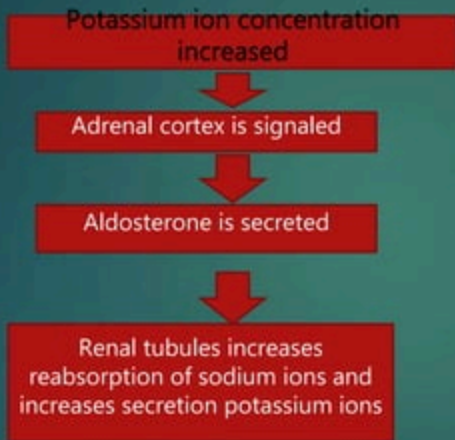 Potassium ion concentration
increased
Adrenal cortex is signaled
Aldosterone is secreted
Renal tubules increases
reabsorption of sodium ions and
increases secretion potassium ions